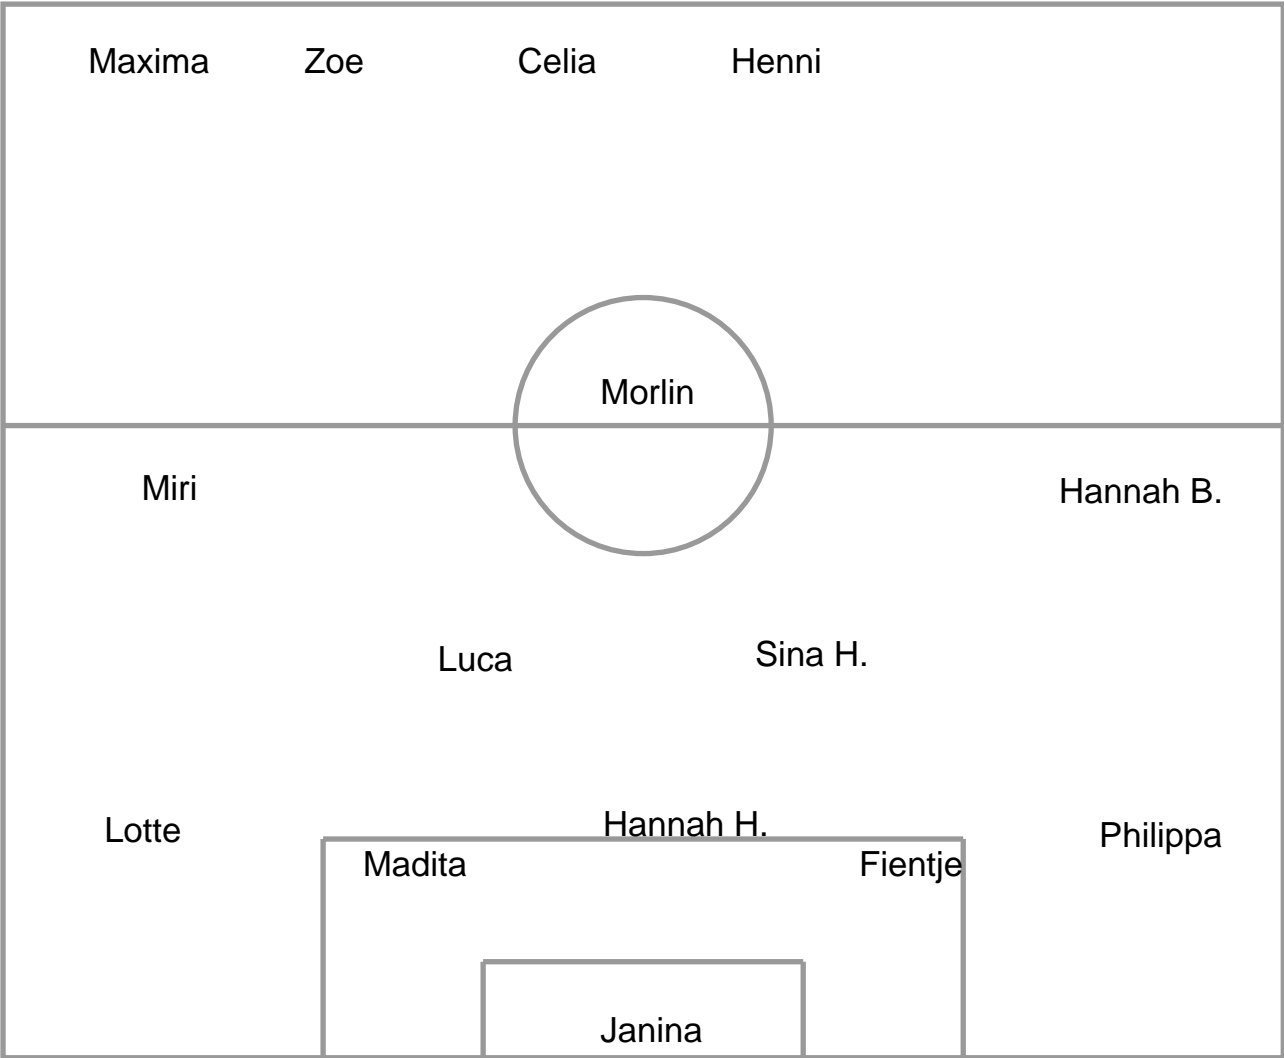 Maxima Zoe Celia Henni
Morlin
Miri Hannah B.
Luca Sina H.
Lotte Hannah H. Philippa
Madita Fientje
Janina